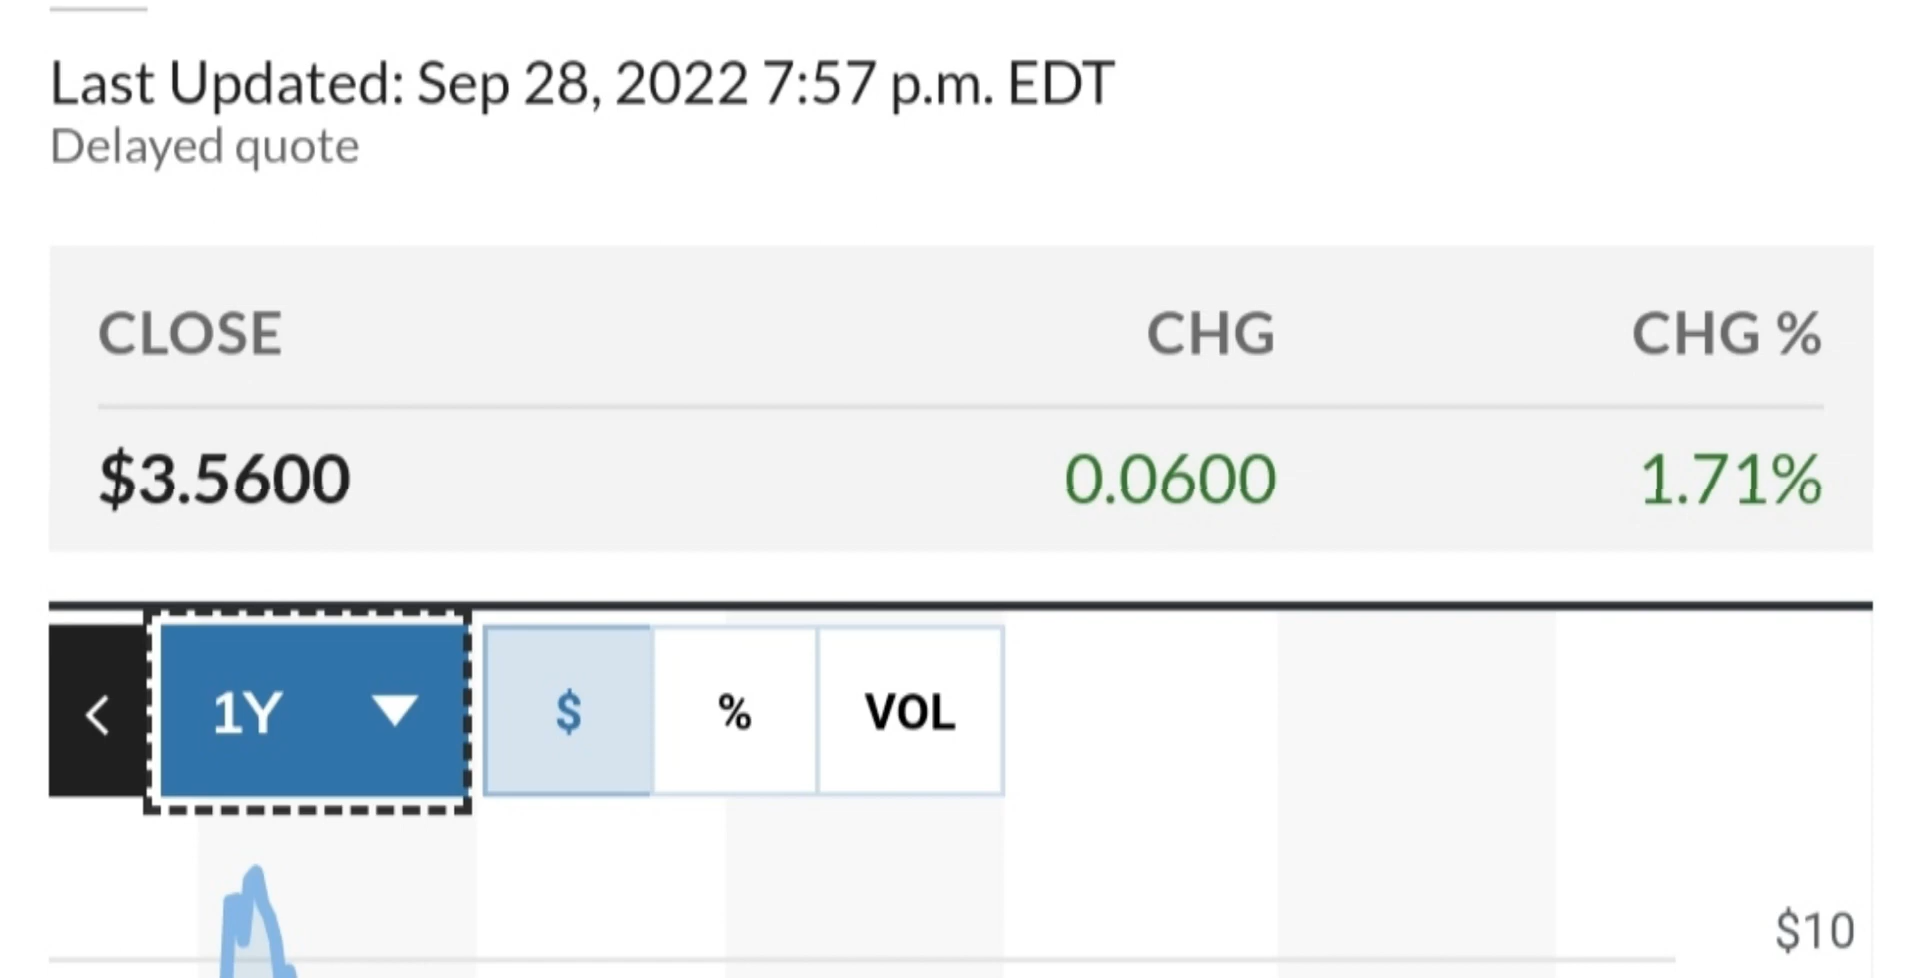 Last Updated: Sep 28, 2022 7:57 p.m. EDT
Delayed quote
CLOSE CHG CHG %
$3.5600 0.0600 1.71%
1Y $ % VOL
$10